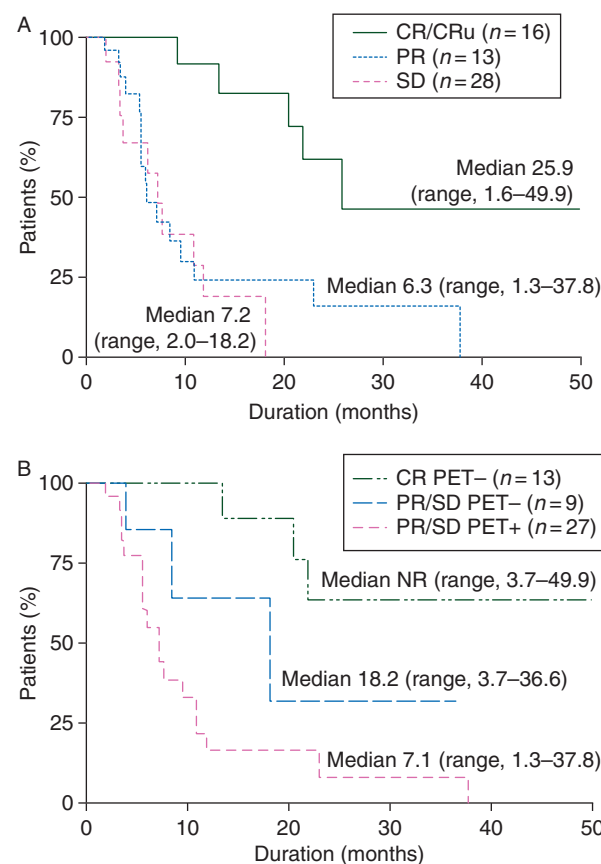 A
CR/CRu (n = 16)
PR (n = 13)
SD (n = 28)
100
75
50
25
0
Patients (%)
Median 25.9
(range, 1.6–49.9)
Median 6.3 (range, 1.3–37.8)
Median 7.2
(range, 2.0–18.2)
0 10 20 30 40 50
Duration (months)
B
CR PET– (n = 13)
PR/SD PET– (n = 9)
PR/SD PET+ (n = 27)
100
75
50
25
0
Patients (%)
Median NR (range, 3.7–49.9)
Median 18.2 (range, 3.7–36.6)
Median 7.1 (range, 1.3–37.8)
0 10 20 30 40 50
Duration (months)